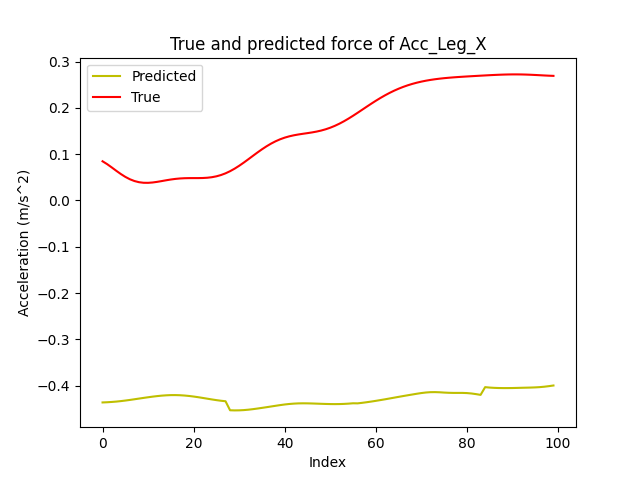 True and predicted force of Acc_Leg_X
Predicted
True
Acceleration (m/s^2)
0.3
0.2
0.1
0.0
−0.1
−0.2
−0.3
−0.4
0
20
40
60
80
100
Index